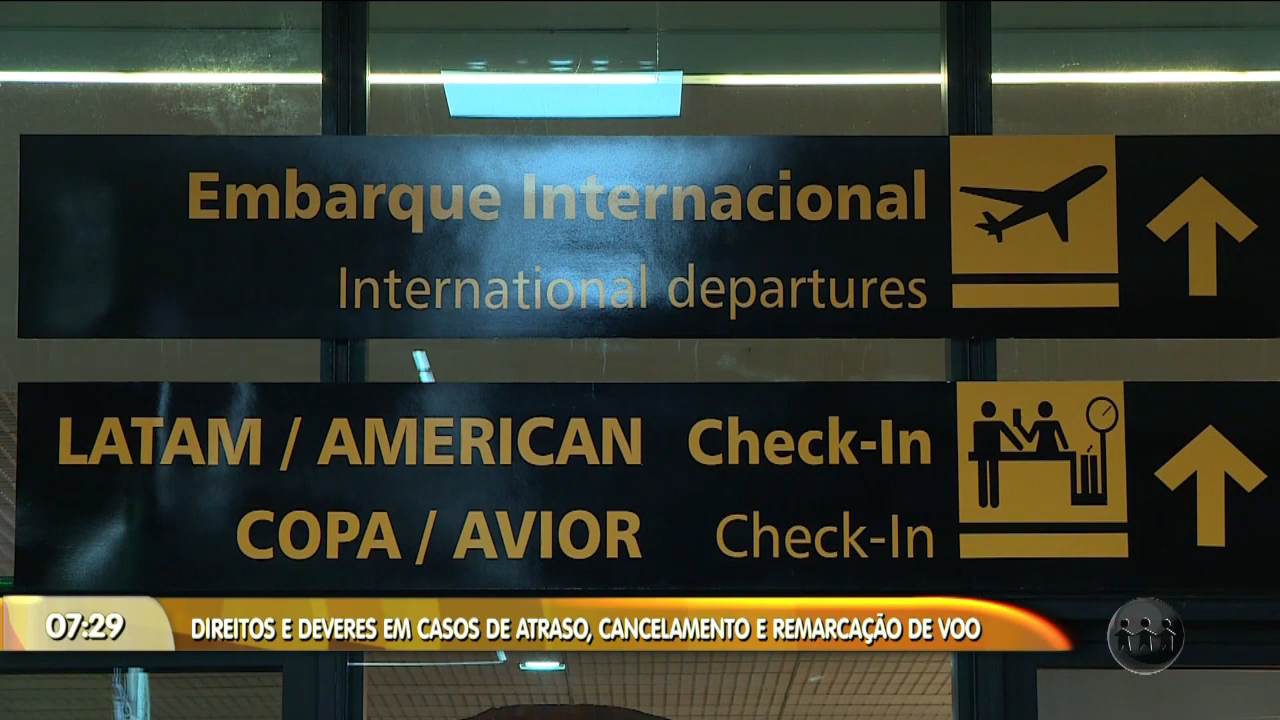 Embarque Internacional
International departures
LATAM / AMERICAN Check-In
COPA / AVIOR Check-In
07:29 DIREITOS E DEVERES EM CASOS DE ATRASO, CANCELAMENTO E REMARCAÇÃO DE VOO